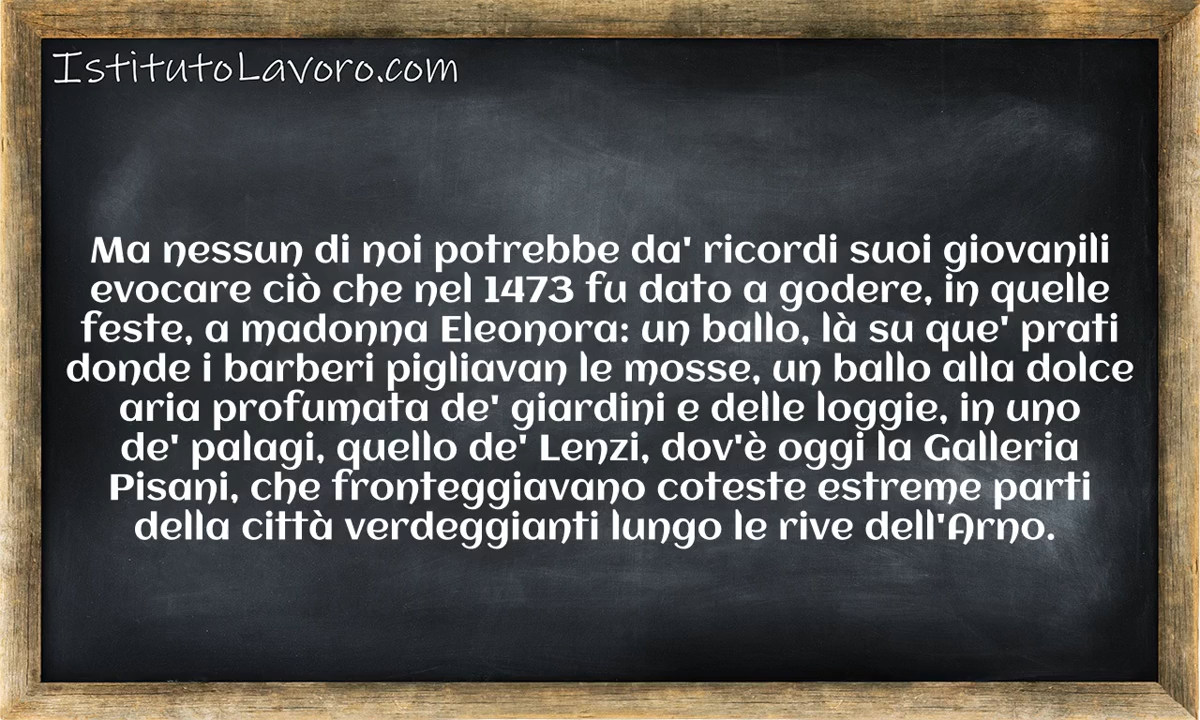 IstitutoLavoro.com
Ma nessun di noi potrebbe da' ricordi suoi giovanili
evocare ciò che nel 1473 fu dato a godere, in quelle
feste, a madonna Eleonora: un ballo, là su que' prati
donde i barberi pigliavan le mosse, un ballo alla dolce
aria profumata de' giardini e delle loggie, in uno
de' palagi, quello de' Lenzi, dov'è oggi la Galleria
Pisani, che fronteggiavano coteste estreme parti
della città verdeggianti lungo le rive dell'Arno.